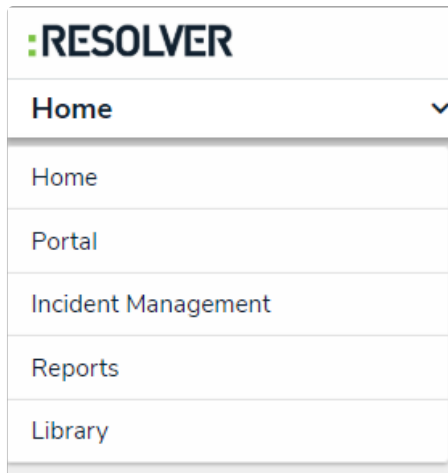 :RESOLVER
Home
Home
Portal
Incident Management
Reports
Library